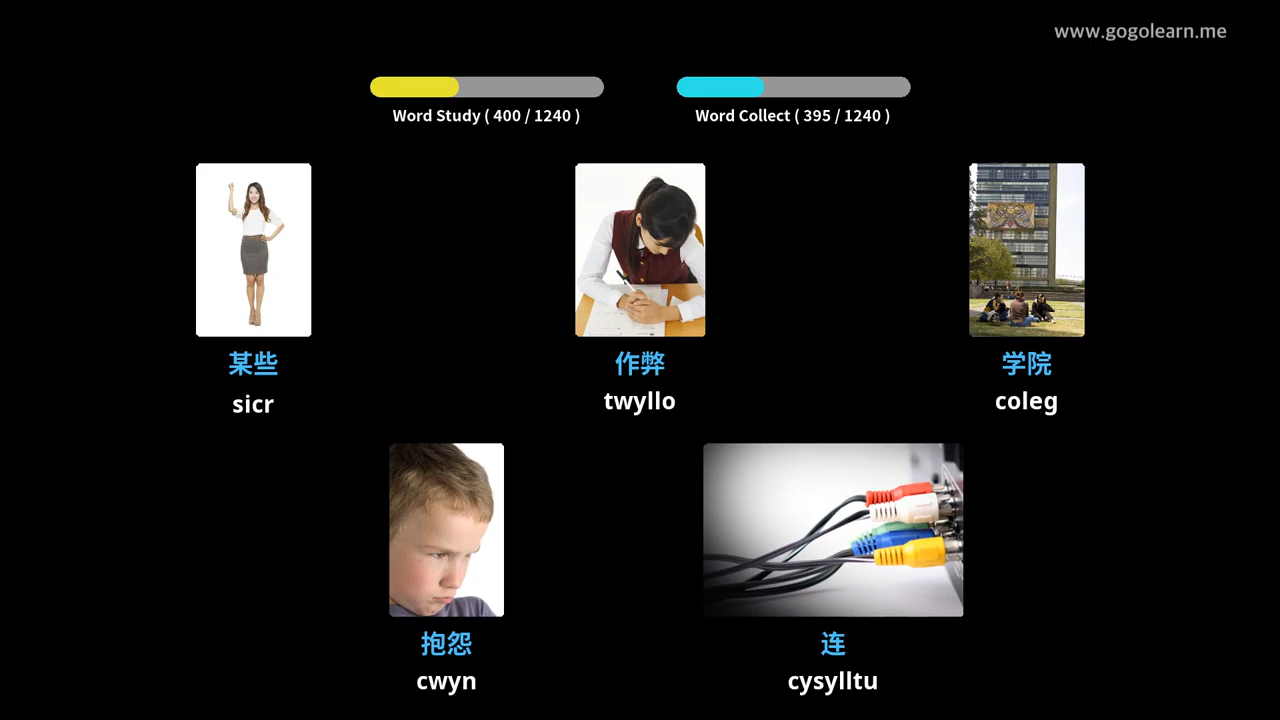 www.gogolearn.me
Word Study ( 400 / 1240 )
Word Collect ( 395 / 1240 )
某些
sicr
作弊
twyllo
学院
coleg
抱怨
cwyn
连
cysylltu